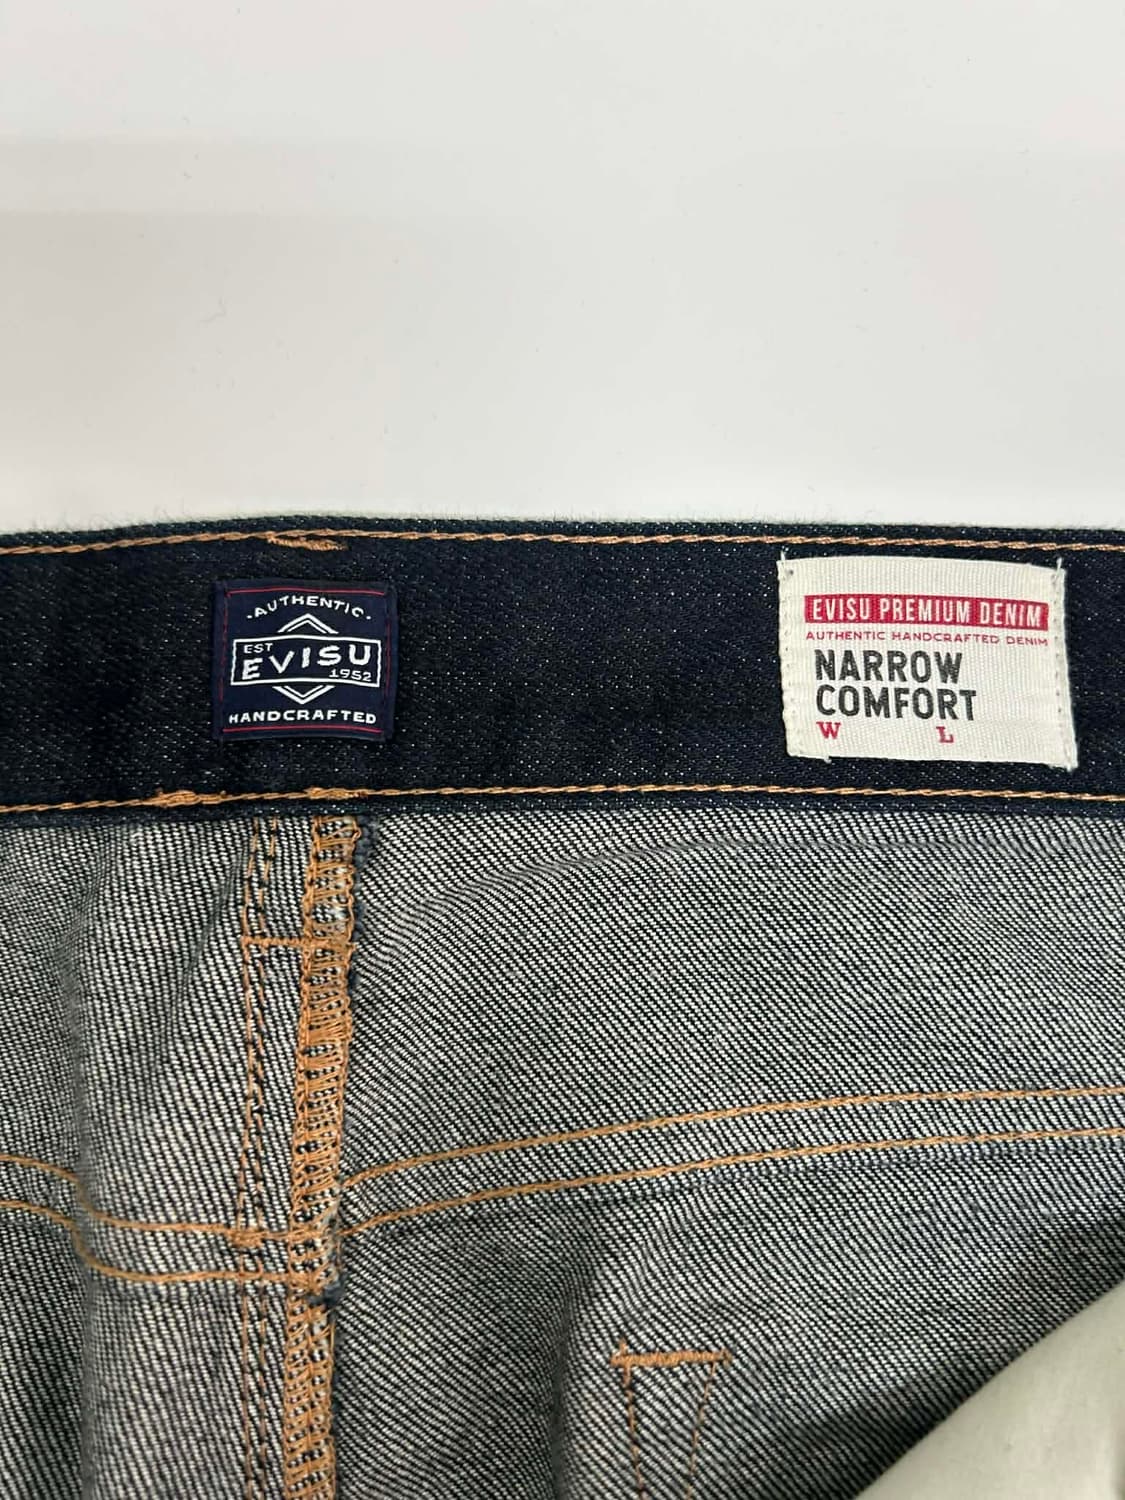 ·AUTHENTIC·
EST
EVISU
1952
HANDCRAFTED
EVISU PREMIUM DENIM
AUTHENTIC HANDCRAFTED DENIM
NARROW
COMFORT
W L